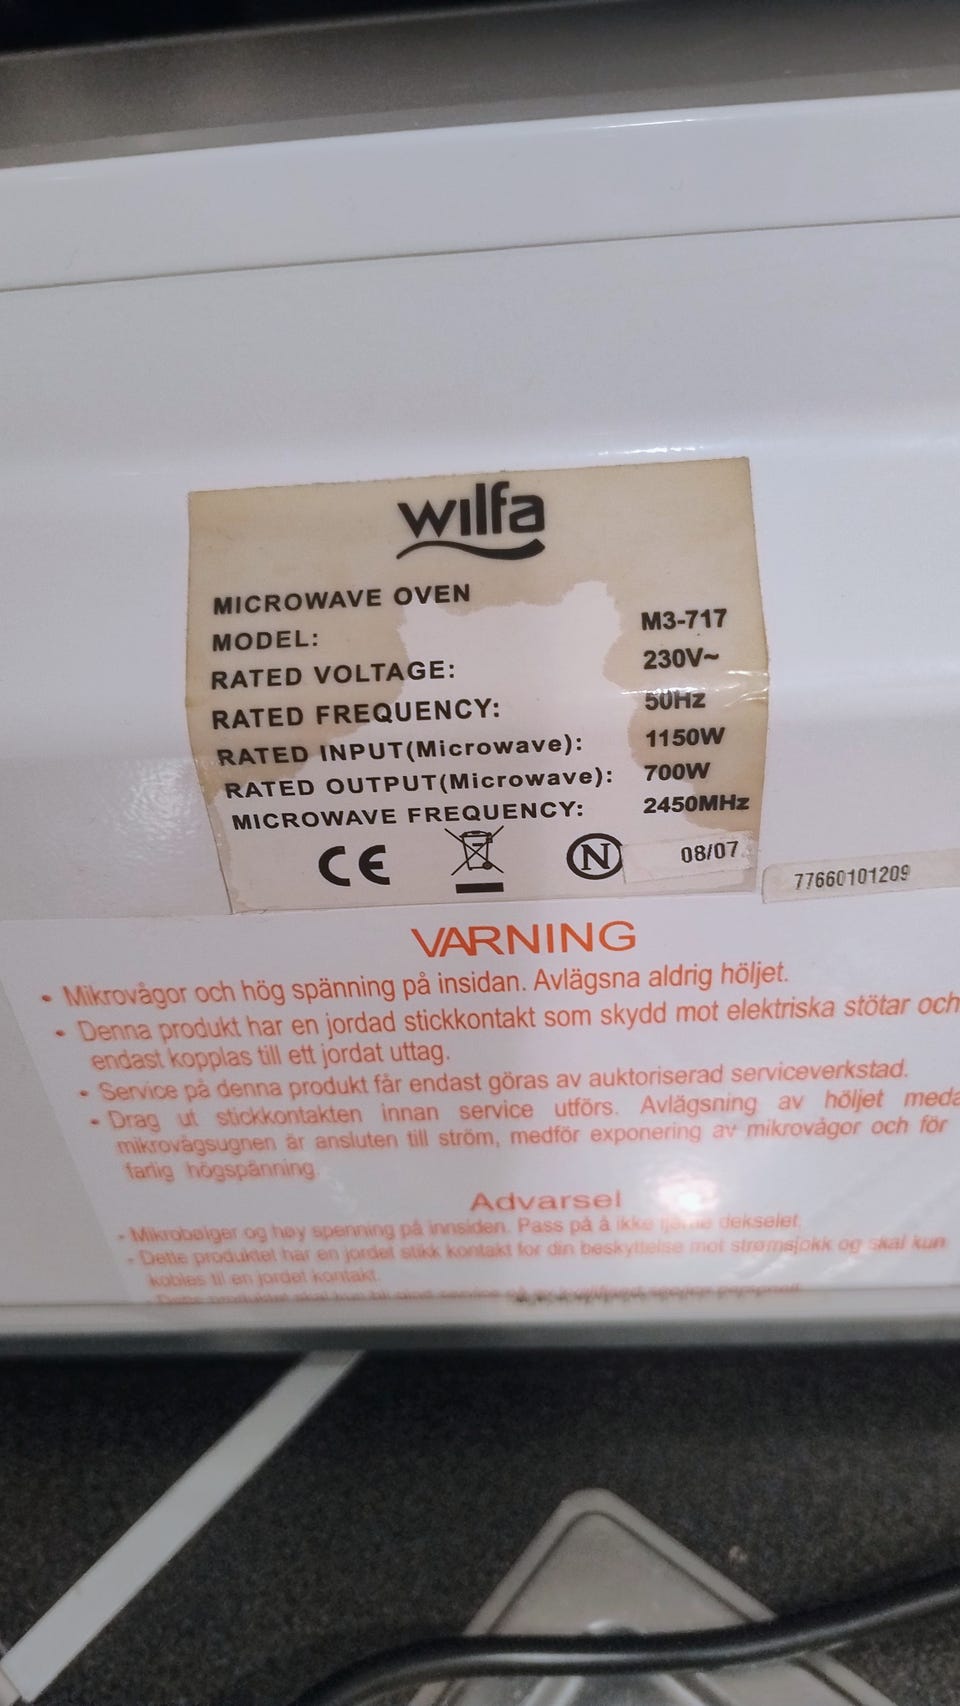 wilfa
MICROWAVE OVEN
MODEL: M3-717
RATED VOLTAGE: 230V~
RATED FREQUENCY: 50Hz
RATED INPUT(Microwave): 1150W
RATED OUTPUT(Microwave): 700W
MICROWAVE FREQUENCY: 2450MHz
CE N 08/07
77660101209
VARNING
• Mikrovågor och hög spänning på insidan. Avlägsna aldrig höljet.
• Denna produkt har en jordad stickkontakt som skydd mot elektriska stötar och
endast kopplas till ett jordat uttag.
• Service på denna produkt får endast göras av auktoriserad serviceverkstad.
• Drag ut stickkontakten innan service utförs. Avlägsning av höljet meda
mikrovågsugnen är ansluten till ström, medför exponering av mikrovågor och för
farlig högspänning.
Advarsel
- Mikrobølger og høy spenning på innsiden. Pass på å ikke fjerne dekselet.
- Dette produktet har en jordet stikk kontakt for din beskyttelse mot strømsjokk og skal kun
kobles til en jordet kontakt.